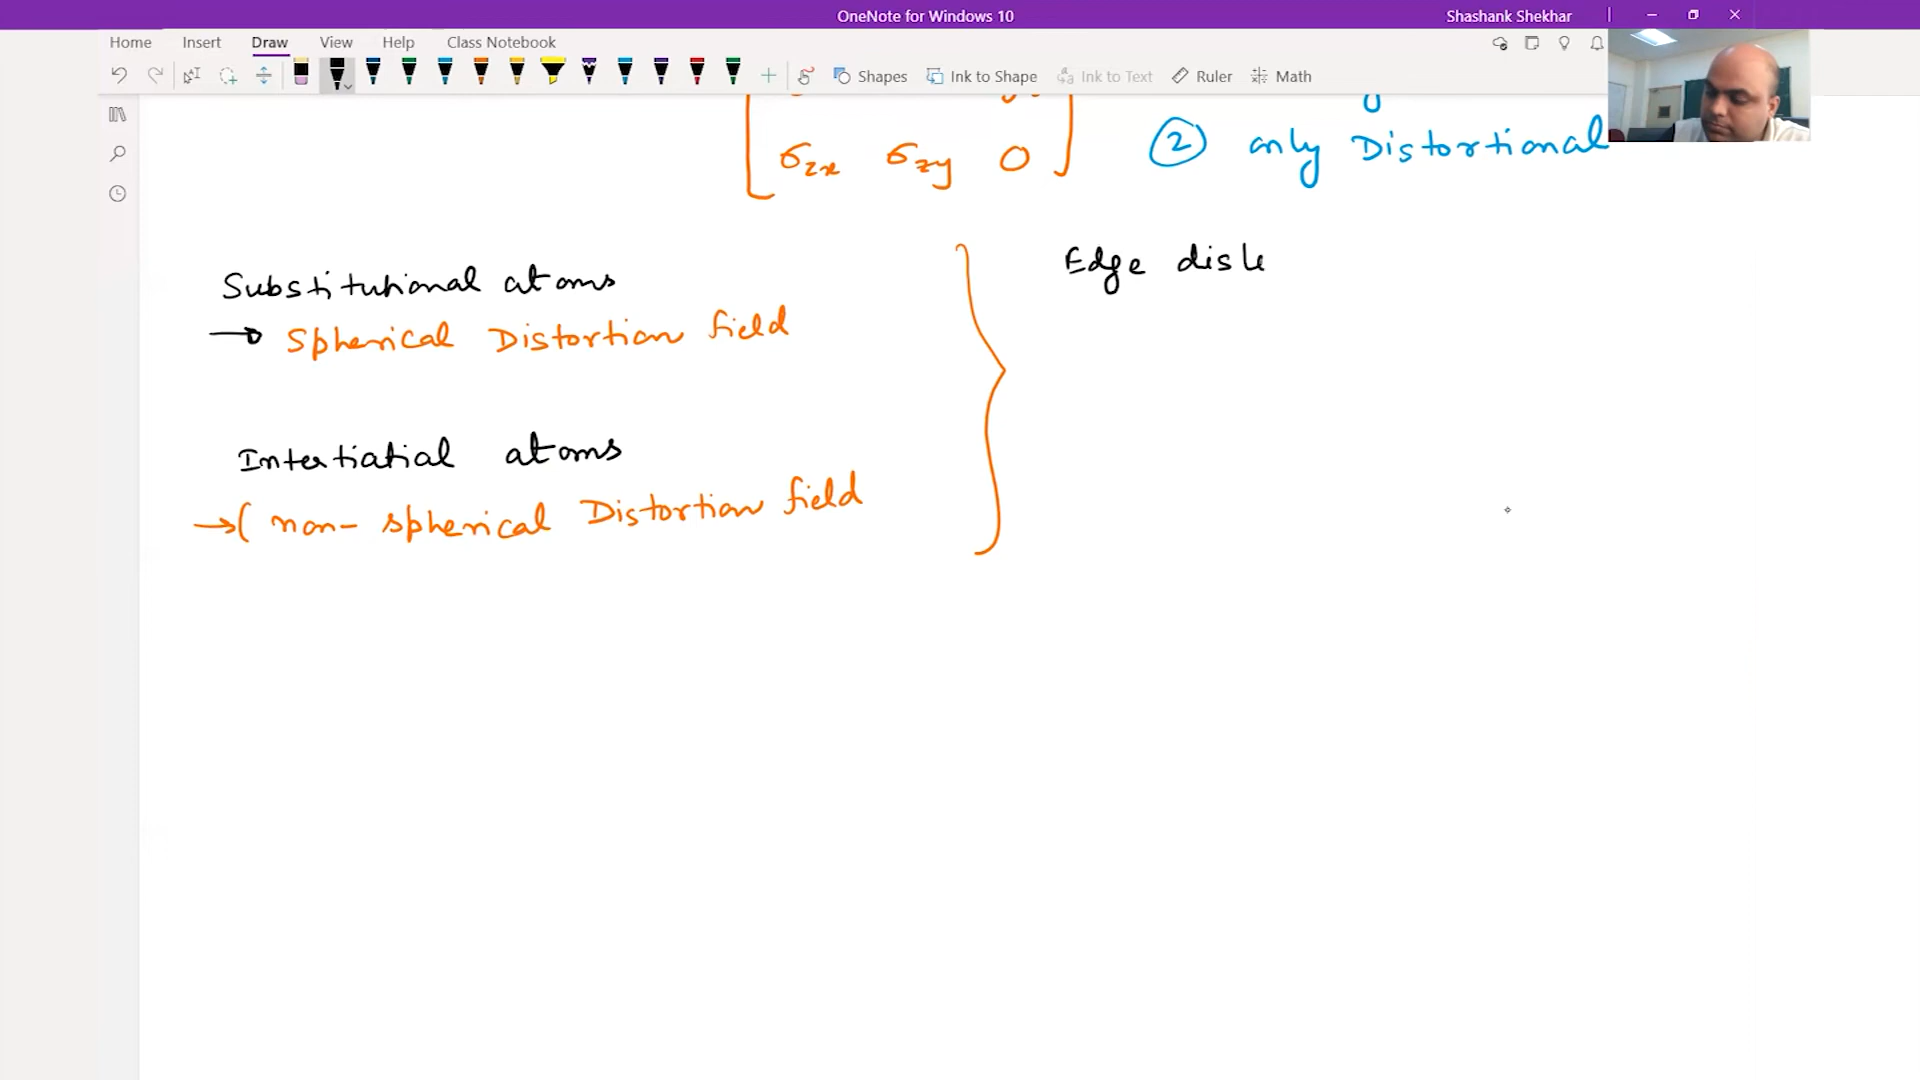 OneNote for Windows 10
Shashank Shekhar
Home Insert Draw View Help Class Notebook
Shapes Ink to Shape Ink to Text Ruler Math
σzx σzy 0
② only Distortional
Substitutional atoms
→ Spherical Distortion field
Intertiatial atoms
→( non- spherical Distortion field
Edge dislc